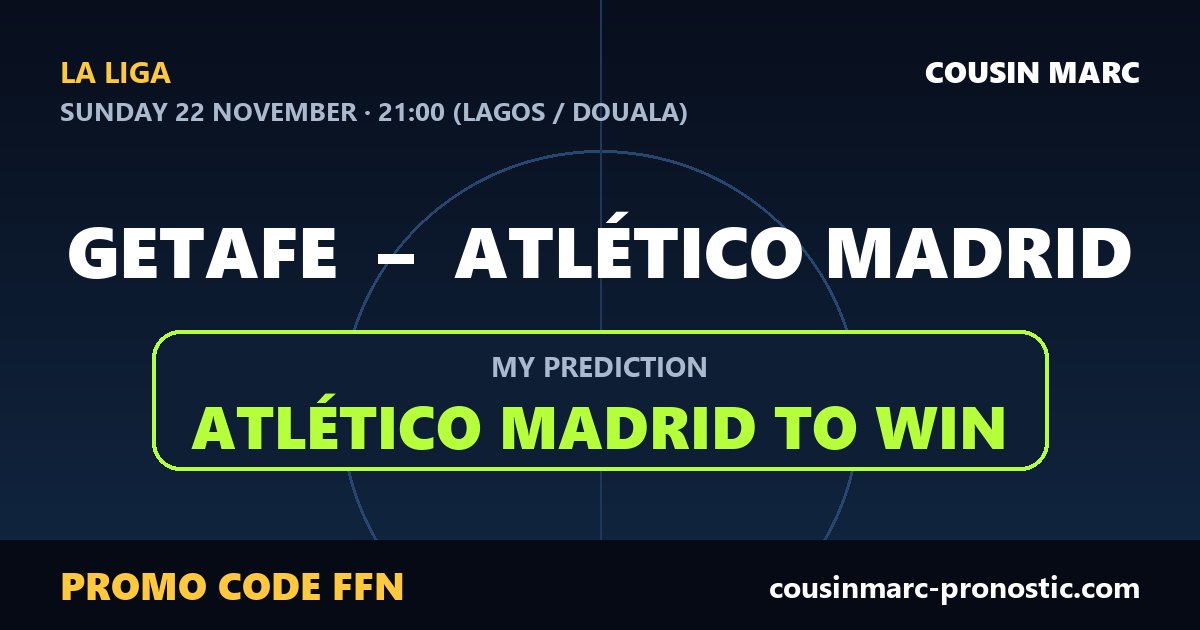 LA LIGA
COUSIN MARC
SUNDAY 22 NOVEMBER · 21:00 (LAGOS / DOUALA)
GETAFE – ATLÉTICO MADRID
MY PREDICTION
ATLÉTICO MADRID TO WIN
PROMO CODE FFN
cousinmarc-pronostic.com